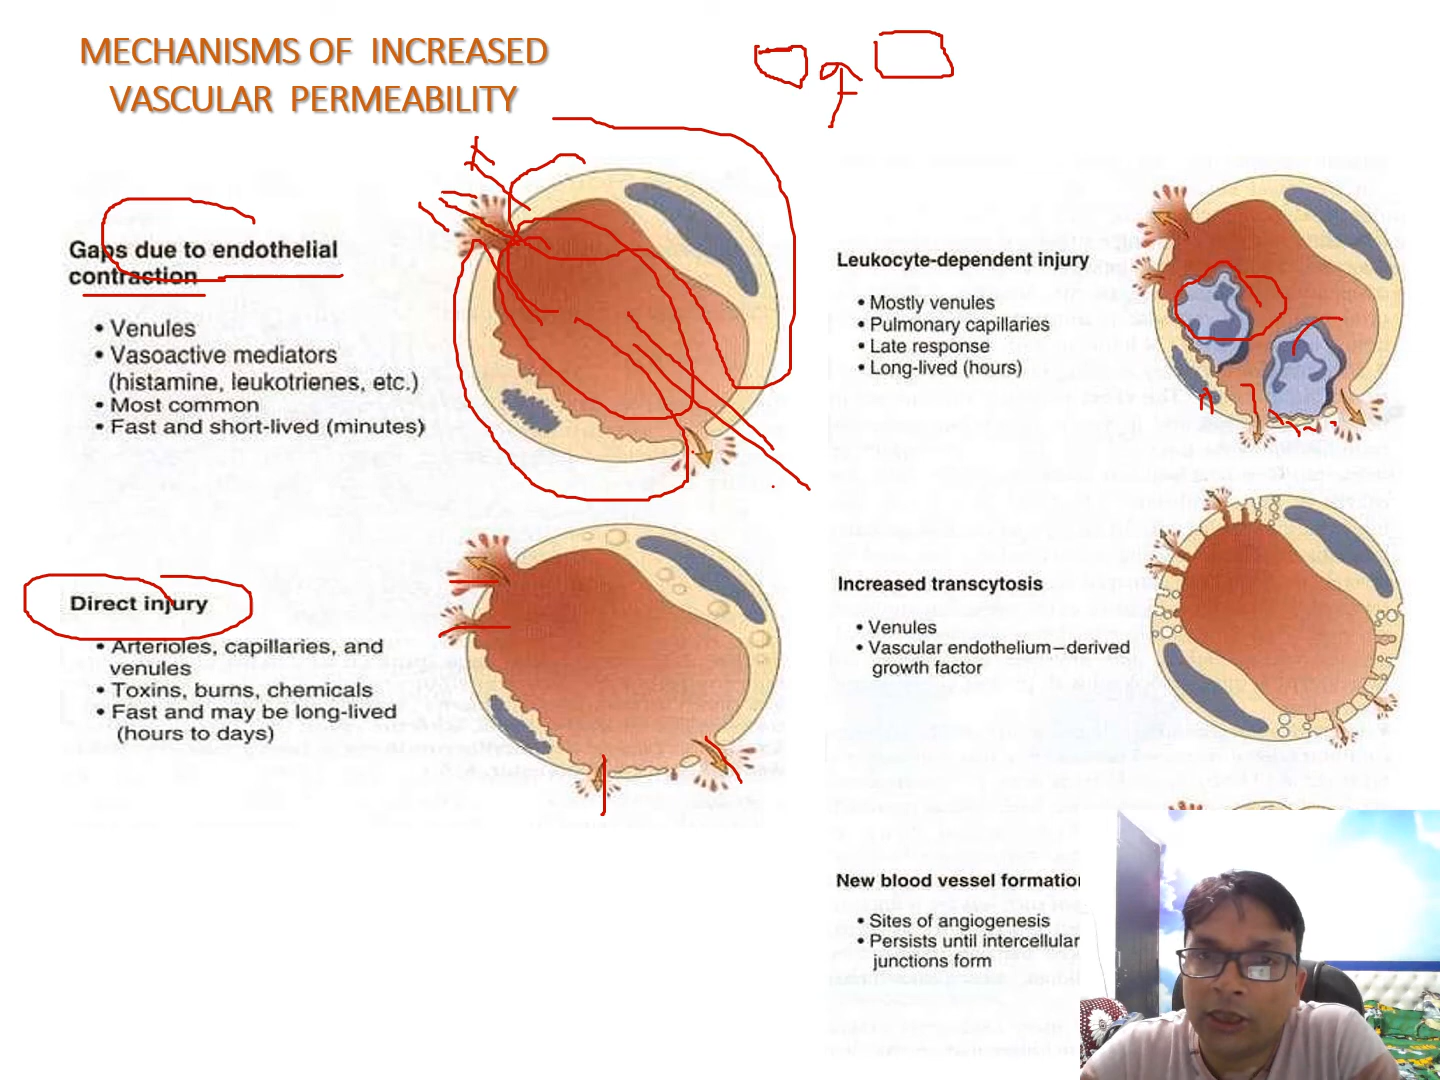 MECHANISMS OF INCREASED
VASCULAR PERMEABILITY
Gaps due to endothelial
contraction
• Venules
• Vasoactive mediators
(histamine, leukotrienes, etc.)
• Most common
• Fast and short-lived (minutes)
Direct injury
• Arterioles, capillaries, and
venules
• Toxins, burns, chemicals
• Fast and may be long-lived
(hours to days)
Leukocyte-dependent injury
• Mostly venules
• Pulmonary capillaries
• Late response
• Long-lived (hours)
Increased transcytosis
• Venules
• Vascular endothelium–derived
growth factor
New blood vessel formation
• Sites of angiogenesis
• Persists until intercellular
junctions form